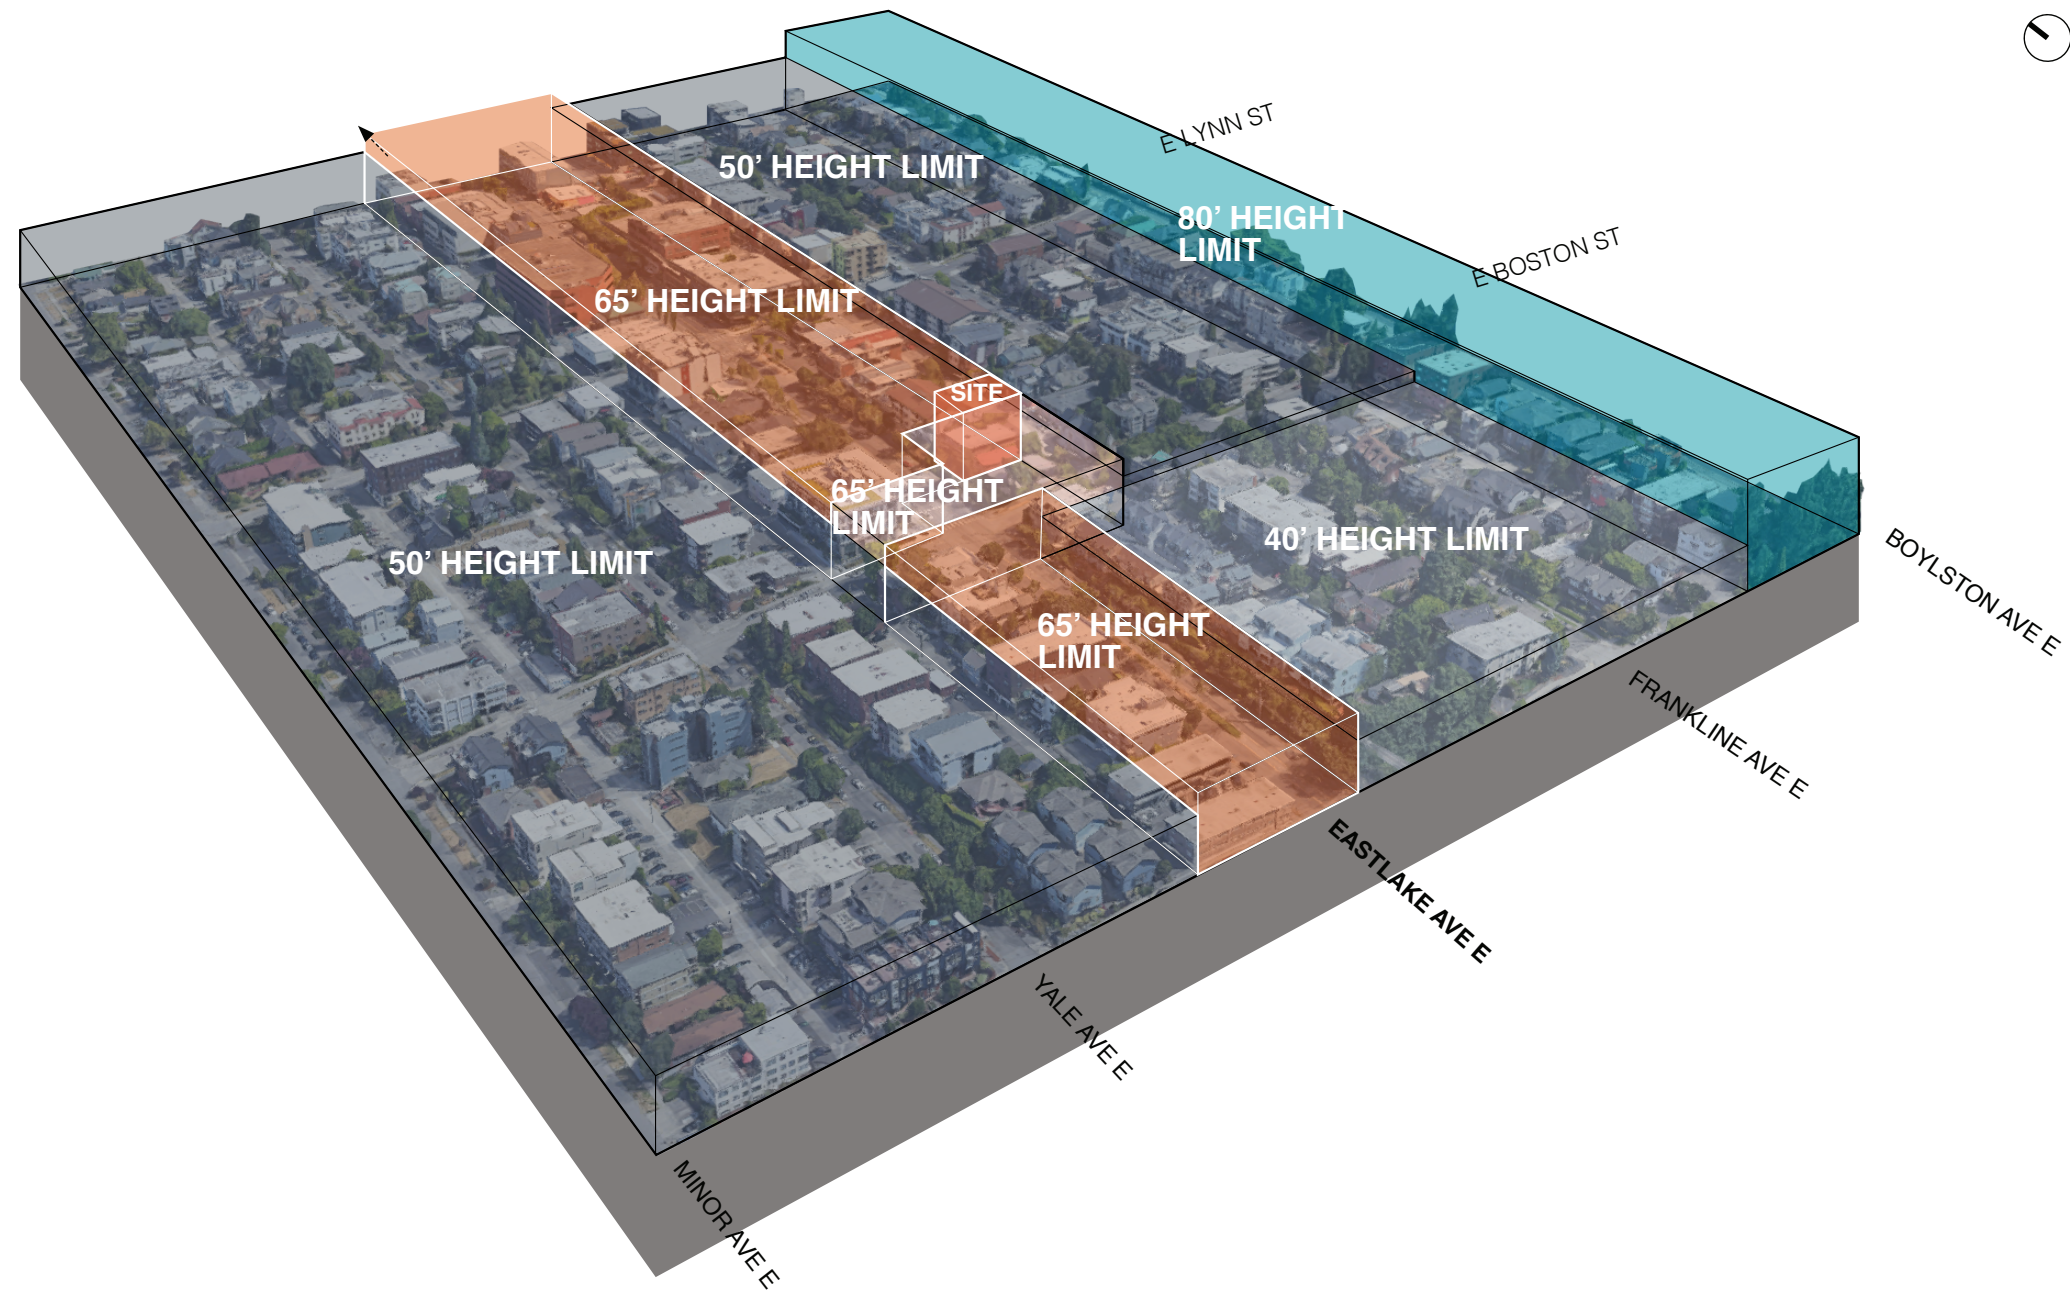 E LYNN ST
50’ HEIGHT LIMIT
80’ HEIGHT
LIMIT
E BOSTON ST
65’ HEIGHT LIMIT
SITE
65’ HEIGHT
LIMIT
50’ HEIGHT LIMIT
40’ HEIGHT LIMIT
65’ HEIGHT
LIMIT
BOYLSTON AVE E
FRANKLINE AVE E
EASTLAKE AVE E
YALE AVE E
MINOR AVE E